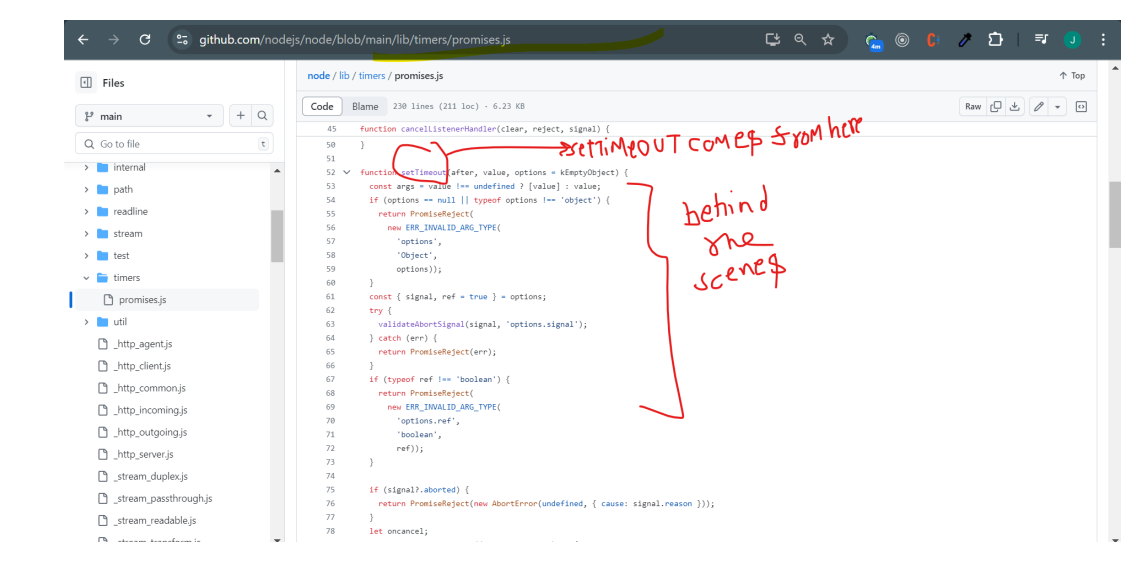 github.com/nodejs/node/blob/main/lib/timers/promises.js
4m
J
Files
main
Go to file
t
internal
path
readline
stream
test
timers
promises.js
util
_http_agent.js
_http_client.js
_http_common.js
_http_incoming.js
_http_outgoing.js
_http_server.js
_stream_duplex.js
_stream_passthrough.js
_stream_readable.js
_stream_transform.js
node / lib / timers / promises.js
Top
Code Blame 230 lines (211 loc) · 6.23 KB
Raw
45 function cancelListenerHandler(clear, reject, signal) {
50 }
51
52 function setTimeout(after, value, options = kEmptyObject) {
53 const args = value !== undefined ? [value] : value;
54 if (options == null || typeof options !== 'object') {
55 return PromiseReject(
56 new ERR_INVALID_ARG_TYPE(
57 'options',
58 'Object',
59 options));
60 }
61 const { signal, ref = true } = options;
62 try {
63 validateAbortSignal(signal, 'options.signal');
64 } catch (err) {
65 return PromiseReject(err);
66 }
67 if (typeof ref !== 'boolean') {
68 return PromiseReject(
69 new ERR_INVALID_ARG_TYPE(
70 'options.ref',
71 'boolean',
72 ref));
73 }
74
75 if (signal?.aborted) {
76 return PromiseReject(new AbortError(undefined, { cause: signal.reason }));
77 }
78 let oncancel;
setTiMeOUT comes from here
behind
the
scenes